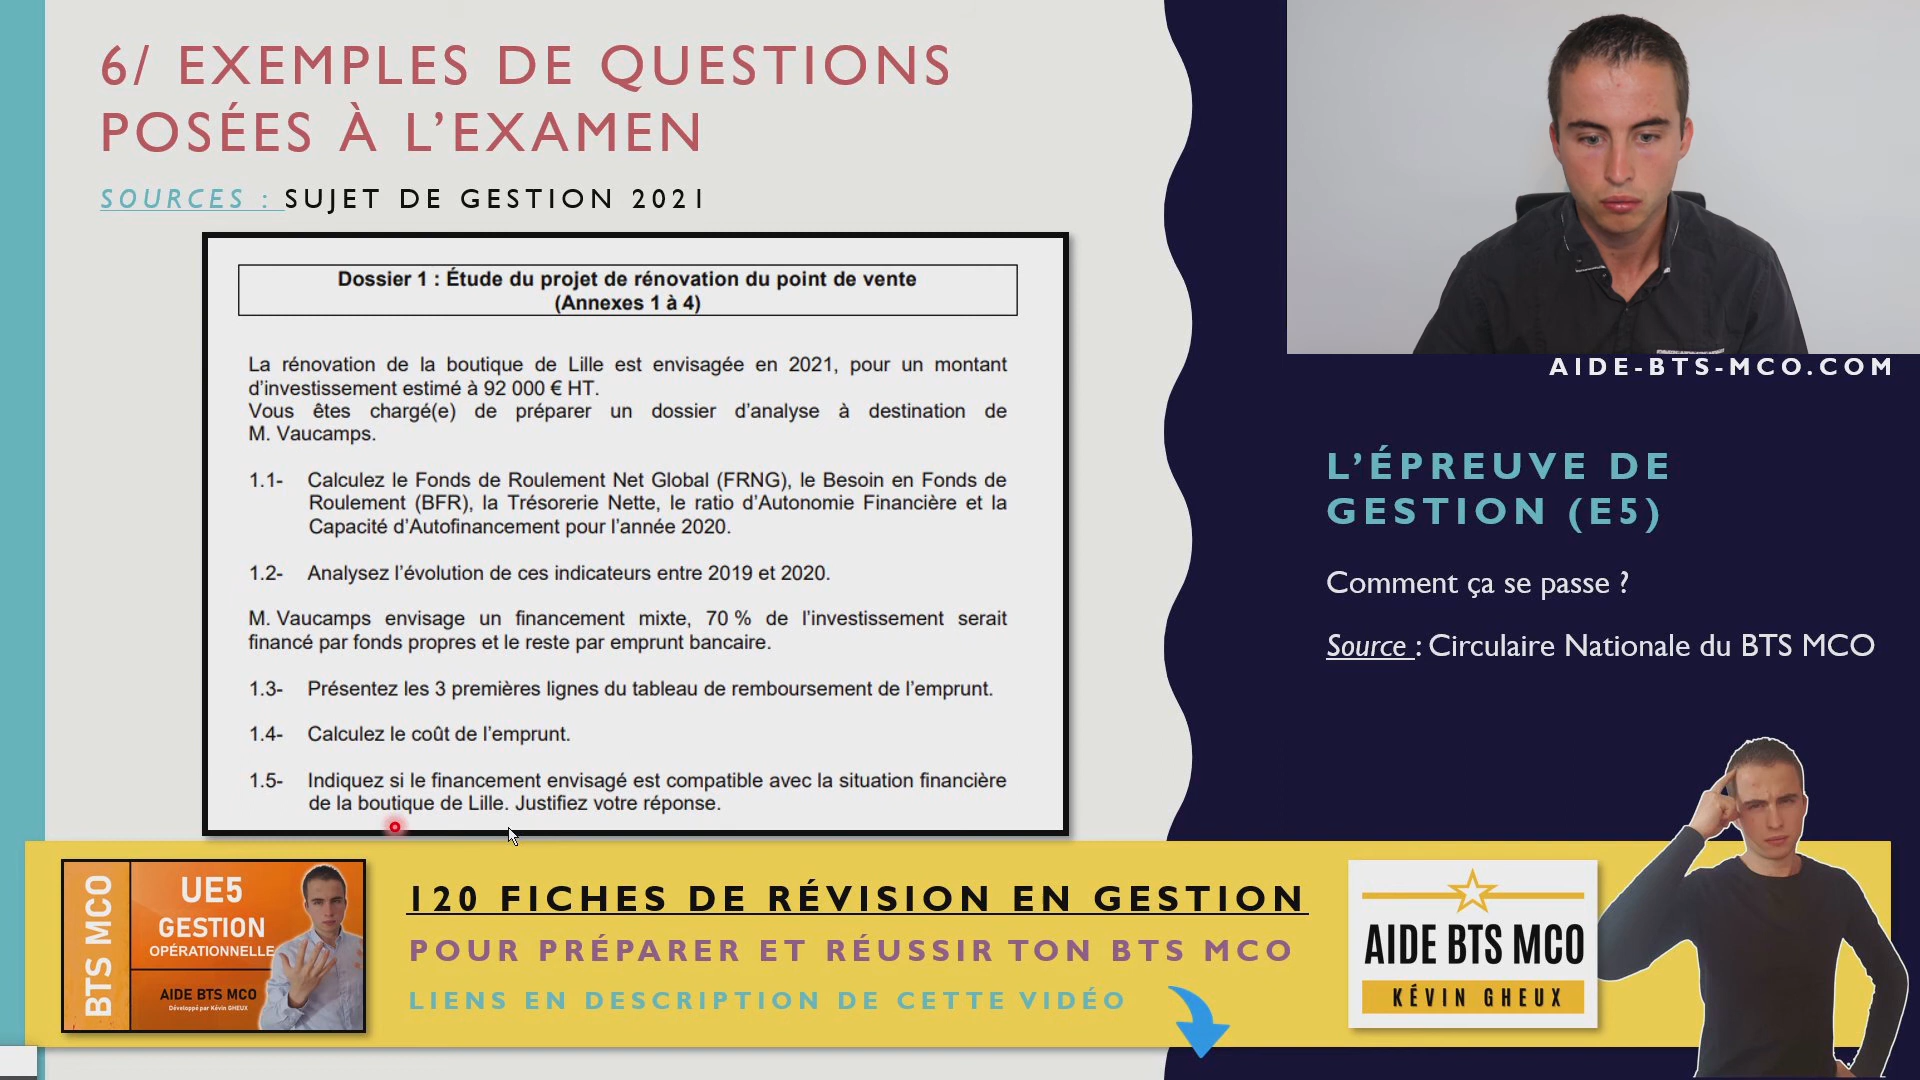 6/ EXEMPLES DE QUESTIONS
POSÉES À L'EXAMEN
SOURCES : SUJET DE GESTION 2021
Dossier 1 : Étude du projet de rénovation du point de vente
(Annexes 1 à 4)
La rénovation de la boutique de Lille est envisagée en 2021, pour un montant
d'investissement estimé à 92 000 € HT.
Vous êtes chargé(e) de préparer un dossier d'analyse à destination de
M. Vaucamps.
1.1- Calculez le Fonds de Roulement Net Global (FRNG), le Besoin en Fonds de
Roulement (BFR), la Trésorerie Nette, le ratio d'Autonomie Financière et la
Capacité d'Autofinancement pour l'année 2020.
1.2- Analysez l'évolution de ces indicateurs entre 2019 et 2020.
M. Vaucamps envisage un financement mixte, 70 % de l'investissement serait
financé par fonds propres et le reste par emprunt bancaire.
1.3- Présentez les 3 premières lignes du tableau de remboursement de l'emprunt.
1.4- Calculez le coût de l'emprunt.
1.5- Indiquez si le financement envisagé est compatible avec la situation financière
de la boutique de Lille. Justifiez votre réponse.
AIDE-BTS-MCO.COM
L'ÉPREUVE DE
GESTION (E5)
Comment ça se passe ?
Source : Circulaire Nationale du BTS MCO
BTS MCO
UE5
GESTION
OPÉRATIONNELLE
AIDE BTS MCO
Développé par Kévin GHEUX
120 FICHES DE RÉVISION EN GESTION
POUR PRÉPARER ET RÉUSSIR TON BTS MCO
LIENS EN DESCRIPTION DE CETTE VIDÉO
AIDE BTS MCO
KÉVIN GHEUX